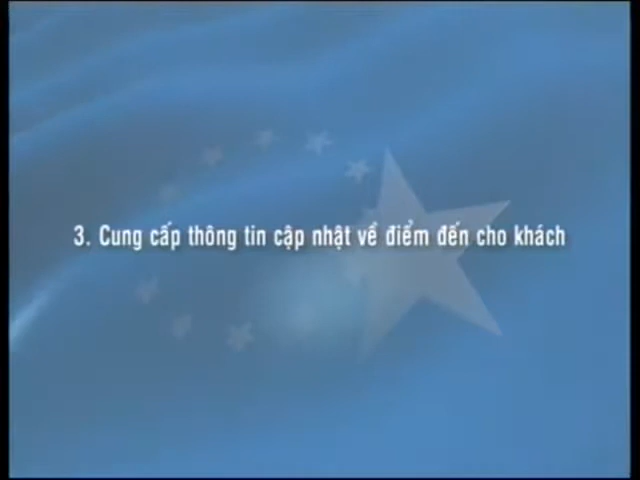 3. Cung cấp thông tin cập nhật về điểm đến cho khách